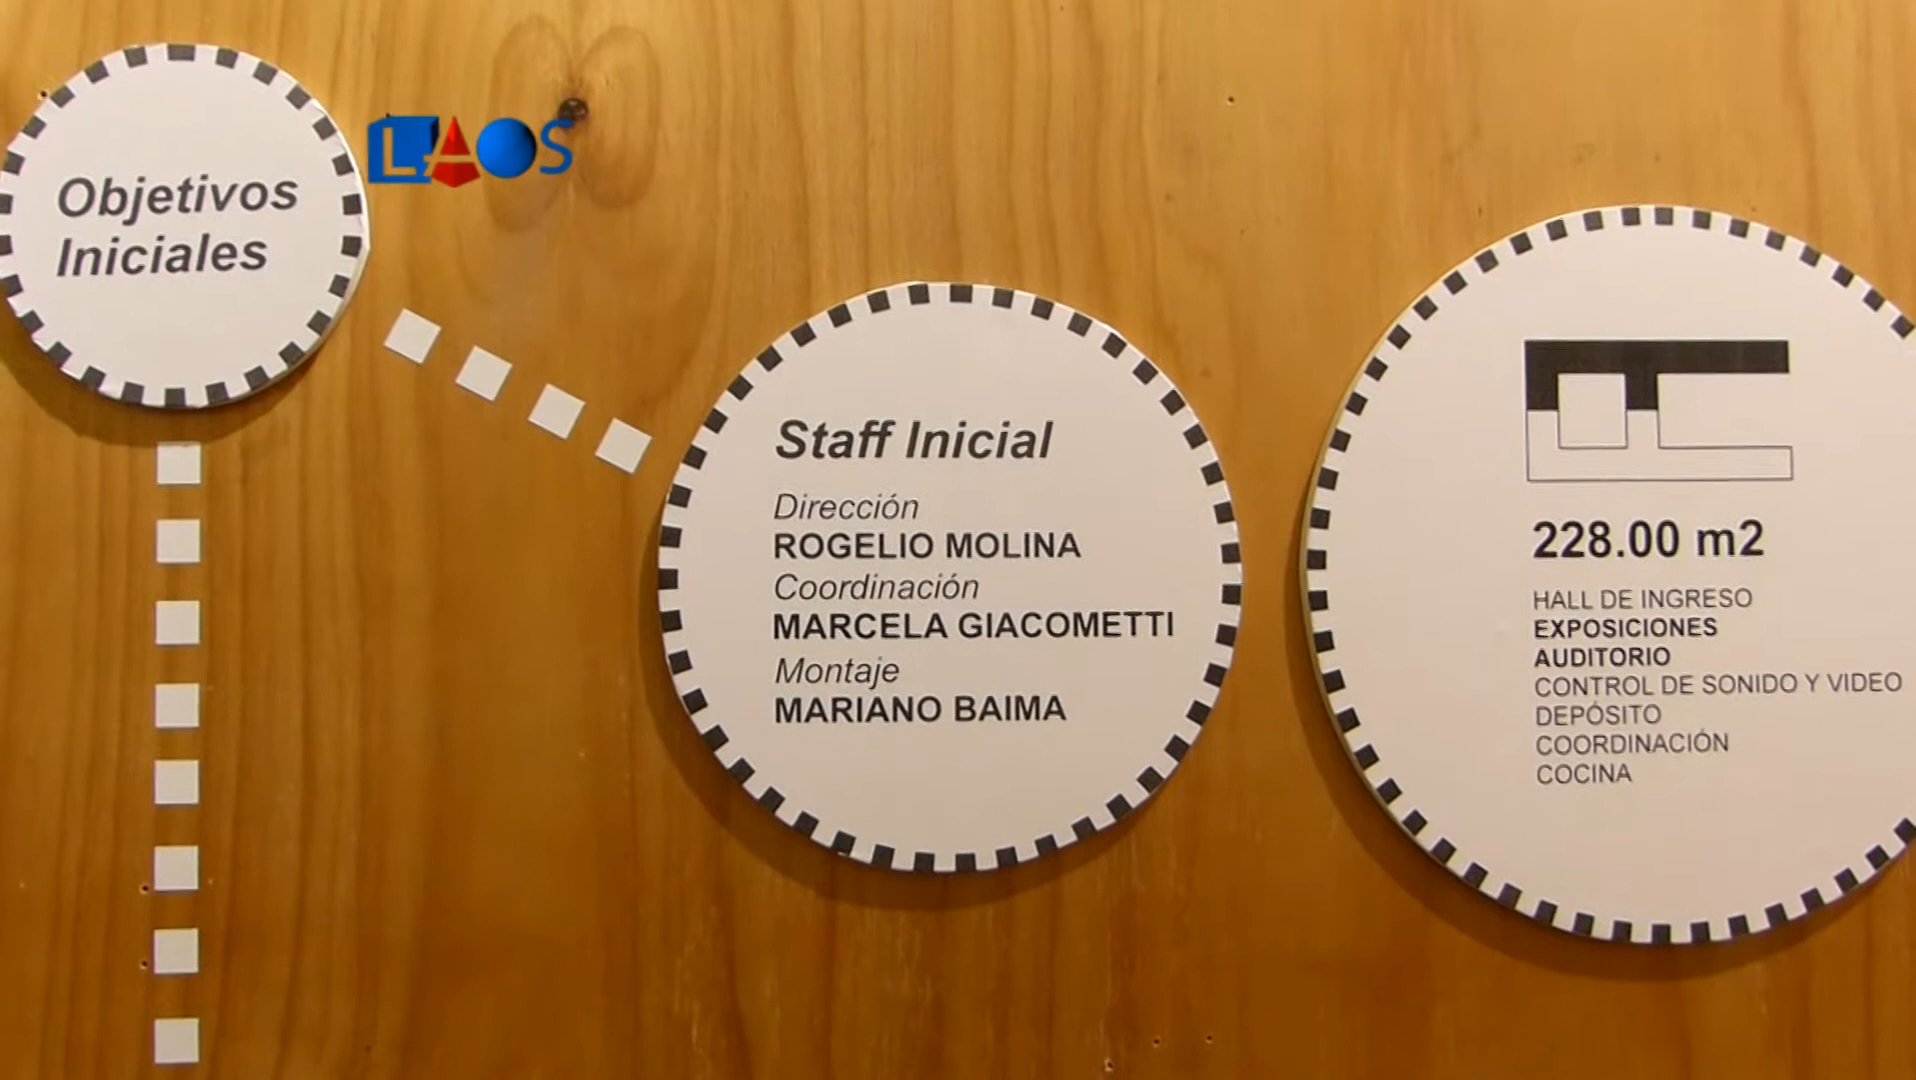 Objetivos
Iniciales
LAOS
Staff Inicial
Dirección
ROGELIO MOLINA
Coordinación
MARCELA GIACOMETTI
Montaje
MARIANO BAIMA
228.00 m2
HALL DE INGRESO
EXPOSICIONES
AUDITORIO
CONTROL DE SONIDO Y VIDEO
DEPÓSITO
COORDINACIÓN
COCINA